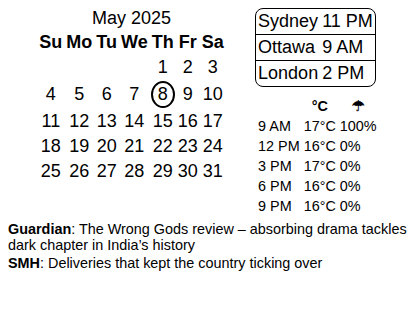 May 2025
Su Mo Tu We Th Fr Sa
1 2 3
4 5 6 7 8 9 10
11 12 13 14 15 16 17
18 19 20 21 22 23 24
25 26 27 28 29 30 31
Sydney 11 PM
Ottawa 9 AM
London 2 PM
°C ☂
9 AM 17°C 100%
12 PM 16°C 0%
3 PM 17°C 0%
6 PM 16°C 0%
9 PM 16°C 0%
Guardian: The Wrong Gods review – absorbing drama tackles
dark chapter in India’s history
SMH: Deliveries that kept the country ticking over